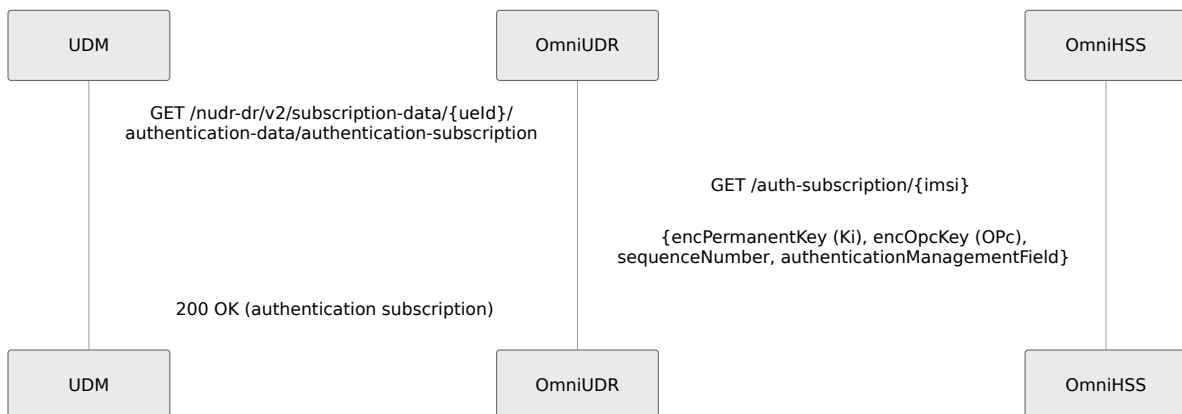 UDM
OmniUDR
OmniHSS
GET /nudr-dr/v2/subscription-data/{ueId}/
authentication-data/authentication-subscription
GET /auth-subscription/{imsi}
{encPermanentKey (Ki), encOpcKey (OPc),
sequenceNumber, authenticationManagementField}
200 OK (authentication subscription)
UDM
OmniUDR
OmniHSS